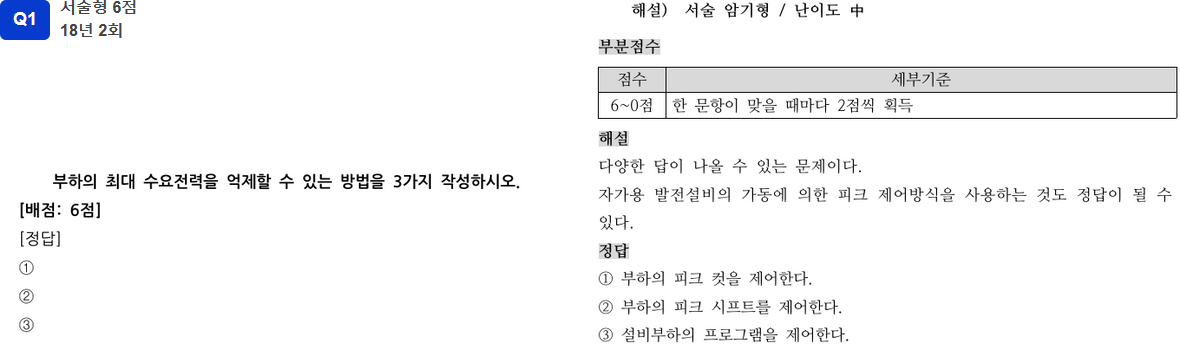 Q1
서술형 6점
18년 2회
부하의 최대 수요전력을 억제할 수 있는 방법을 3가지 작성하시오.
[배점: 6점]
[정답]
①
②
③
해설) 서술 암기형 / 난이도 中
부분점수
점수 세부기준
6~0점 한 문항이 맞을 때마다 2점씩 획득
해설
다양한 답이 나올 수 있는 문제이다.
자가용 발전설비의 가동에 의한 피크 제어방식을 사용하는 것도 정답이 될 수
있다.
정답
① 부하의 피크 컷을 제어한다.
② 부하의 피크 시프트를 제어한다.
③ 설비부하의 프로그램을 제어한다.